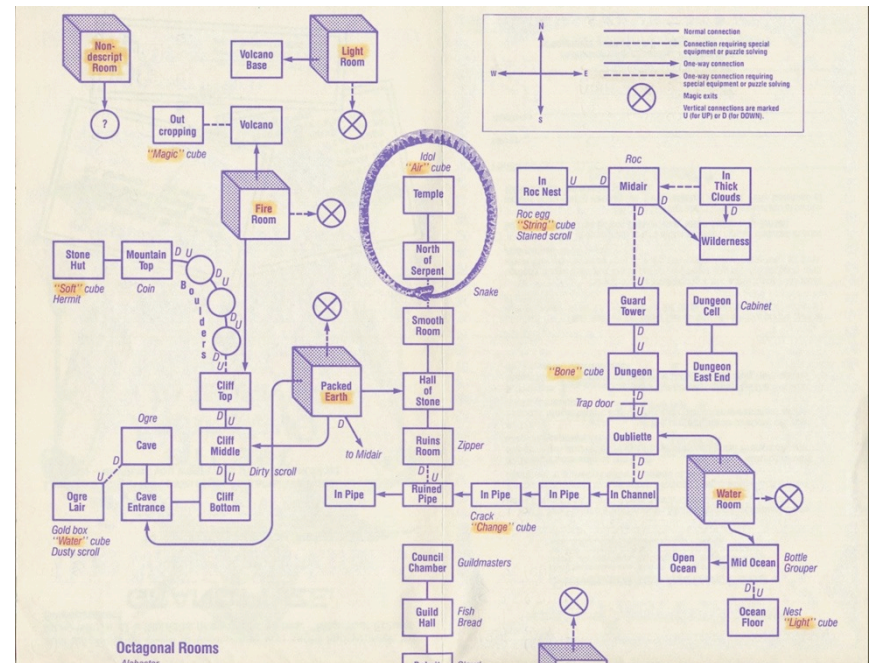 Non-
descript
Room
?
Volcano
Base
Light
Room
N
W
E
S
Normal connection
Connection requiring special
equipment or puzzle solving
One-way connection
One-way connection requiring
special equipment or puzzle solving
Magic exits
Vertical connections are marked
U (for UP) or D (for DOWN).
Out
cropping
Volcano
"Magic" cube
Fire
Room
Idol
"Air" cube
Temple
North
of
Serpent
Snake
Smooth
Room
Hall
of
Stone
Ruins
Room
Zipper
D
U
Roc
In
Roc Nest
U
D
Midair
In
Thick
Clouds
D
D
D
Roc egg
"String" cube
Stained scroll
Wilderness
Stone
Hut
Mountain
Top
D U
"Soft" cube
Hermit
Coin
Boulders
D
U
D
U
D
U
Cliff
Top
D
U
Packed
Earth
D
to Midair
Ogre
Cave
Cliff
Middle
Dirty scroll
D
U
D
U
Ogre
Lair
Cave
Entrance
Cliff
Bottom
Gold box
"Water" cube
Dusty scroll
U
Guard
Tower
D
U
Dungeon
Cell
Cabinet
"Bone" cube
Dungeon
Dungeon
East End
Trap door
D
U
Oubliette
D
U
In Pipe
Ruined
Pipe
In Pipe
In Pipe
In Channel
Crack
"Change" cube
Water
Room
Open
Ocean
Mid Ocean
Bottle
Grouper
D
U
Ocean
Floor
Nest
"Light" cube
Council
Chamber
Guildmasters
Guild
Hall
Fish
Bread
Octagonal Rooms